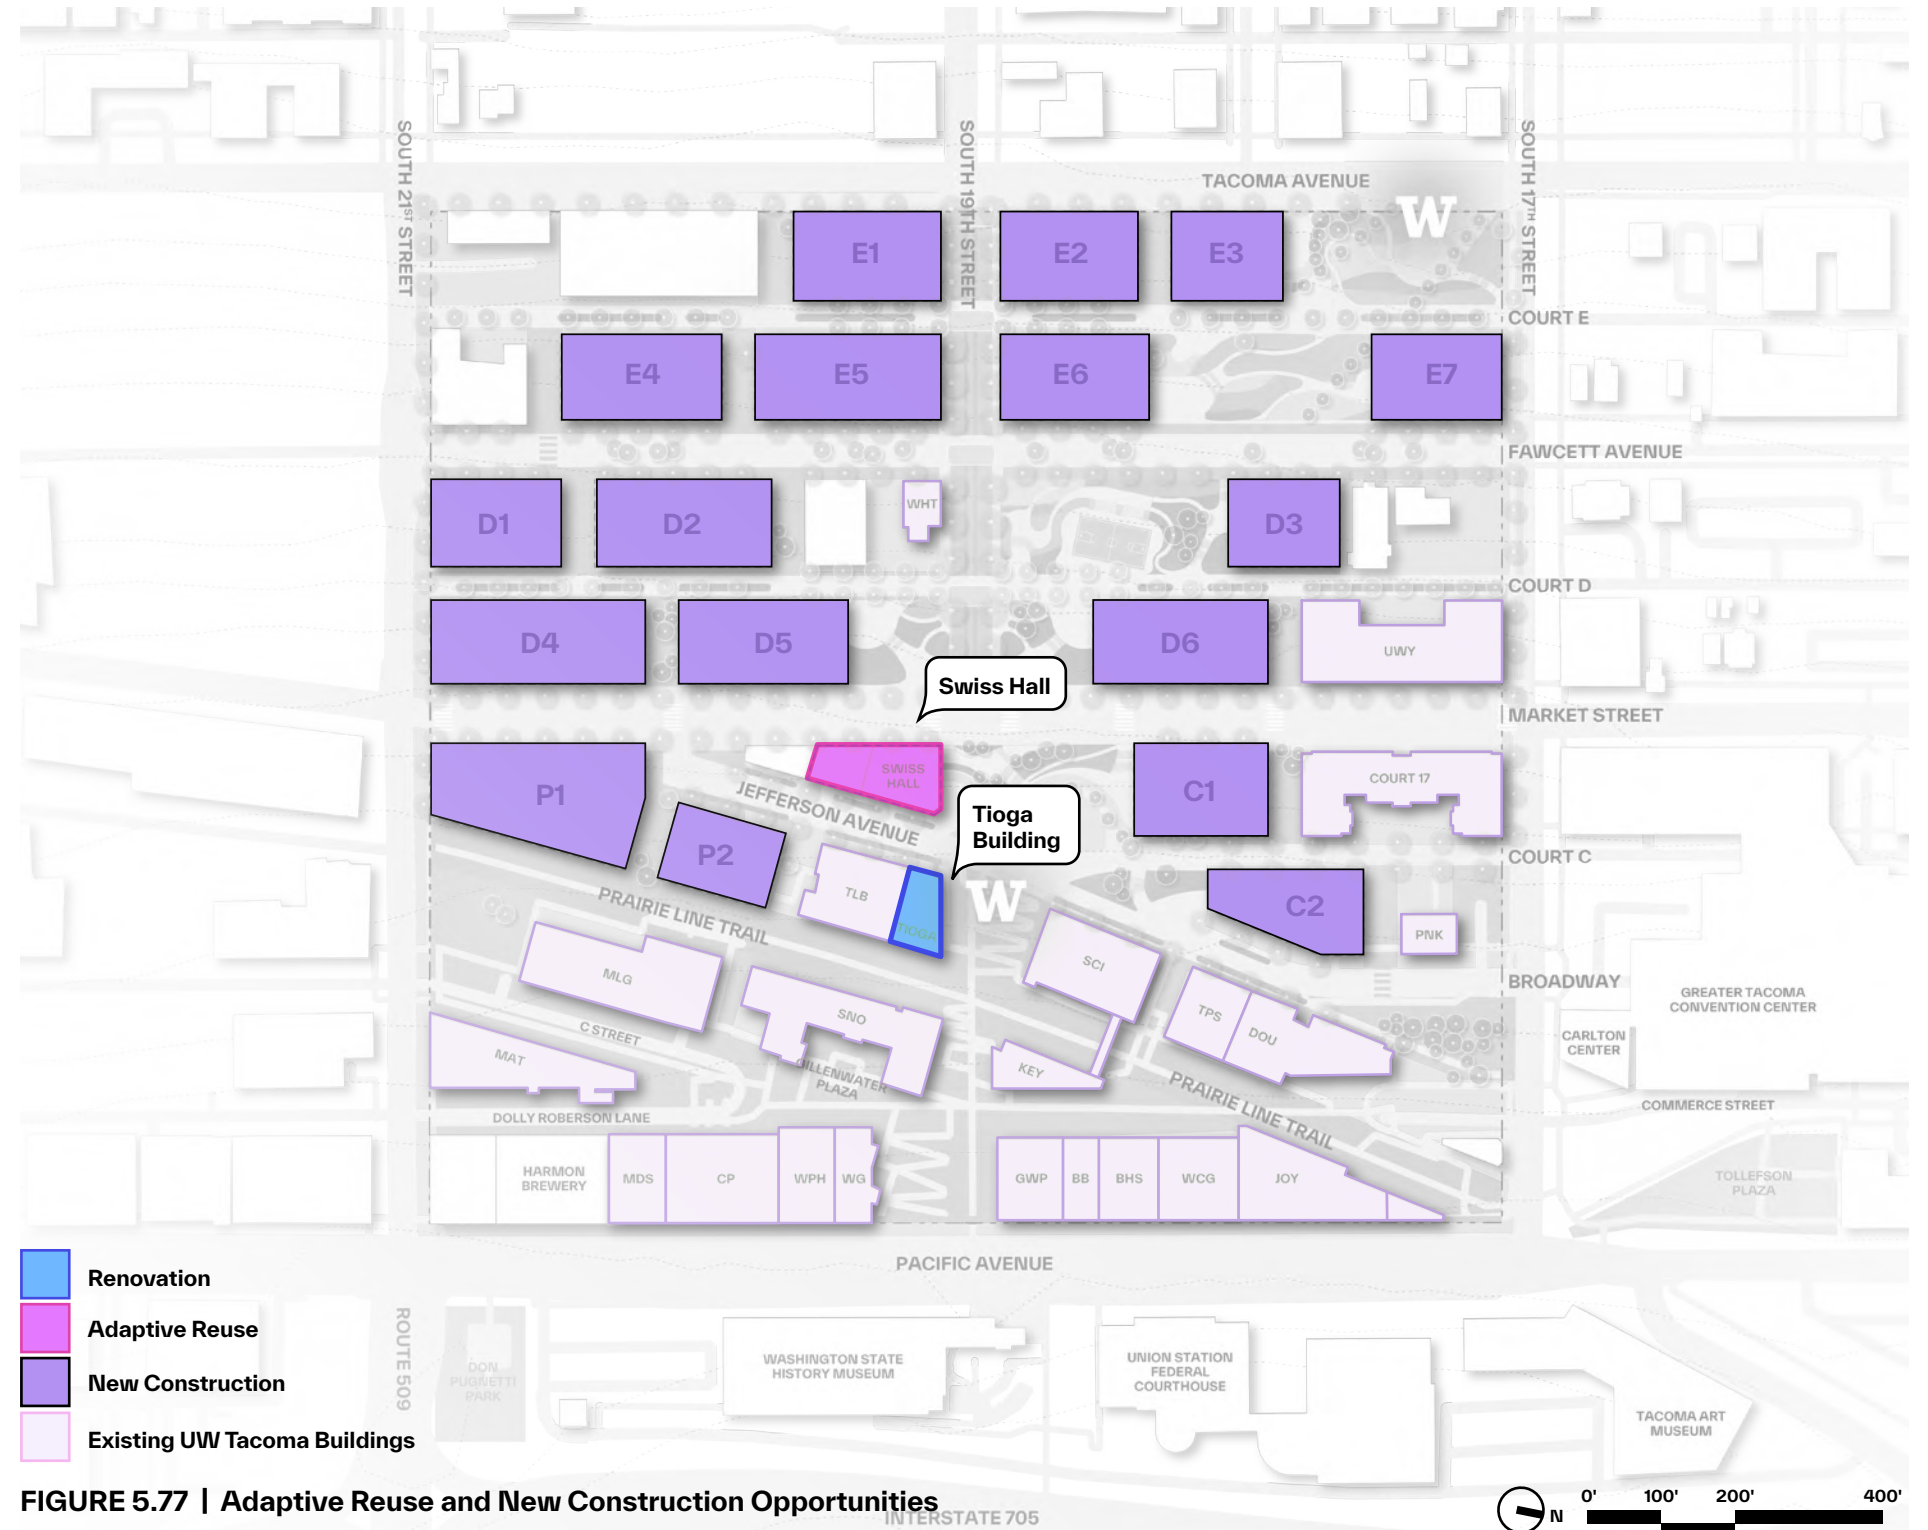 SOUTH 21ST STREET
SOUTH 19TH STREET
SOUTH 17TH STREET
TACOMA AVENUE
W
E1
E2
E3
COURT E
E4
E5
E6
E7
FAWCETT AVENUE
D1
D2
WHT
D3
COURT D
D4
D5
D6
UWY
Swiss Hall
MARKET STREET
P1
SWISS
HALL
C1
COURT 17
JEFFERSON AVENUE
Tioga
Building
P2
COURT C
TLB
TIOGA
W
C2
PNK
PRAIRIE LINE TRAIL
MLG
SCI
BROADWAY
GREATER TACOMA
CONVENTION CENTER
SNO
TPS
DOU
C STREET
CARLTON
CENTER
MAT
KEY
GILLENWATER
PLAZA
PRAIRIE LINE TRAIL
DOLLY ROBERSON LANE
COMMERCE STREET
HARMON
BREWERY
MDS
CP
WPH
WG
GWP
BB
BHS
WCG
JOY
TOLLEFSON
PLAZA
PACIFIC AVENUE
Renovation
Adaptive Reuse
New Construction
Existing UW Tacoma Buildings
ROUTE 509
DON
PUGNETTI
PARK
WASHINGTON STATE
HISTORY MUSEUM
UNION STATION
FEDERAL
COURTHOUSE
TACOMA ART
MUSEUM
FIGURE 5.77 | Adaptive Reuse and New Construction Opportunities
INTERSTATE 705
N
0' 100' 200' 400'